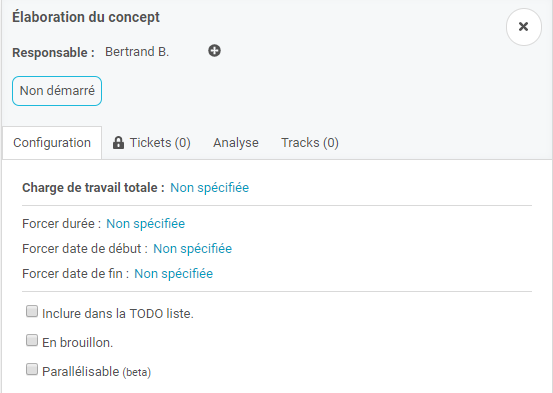 Élaboration du concept
Responsable : Bertrand B.
Non démarré
Configuration Tickets (0) Analyse Tracks (0)
Charge de travail totale : Non spécifiée
Forcer durée : Non spécifiée
Forcer date de début : Non spécifiée
Forcer date de fin : Non spécifiée
Inclure dans la TODO liste.
En brouillon.
Parallélisable (beta)